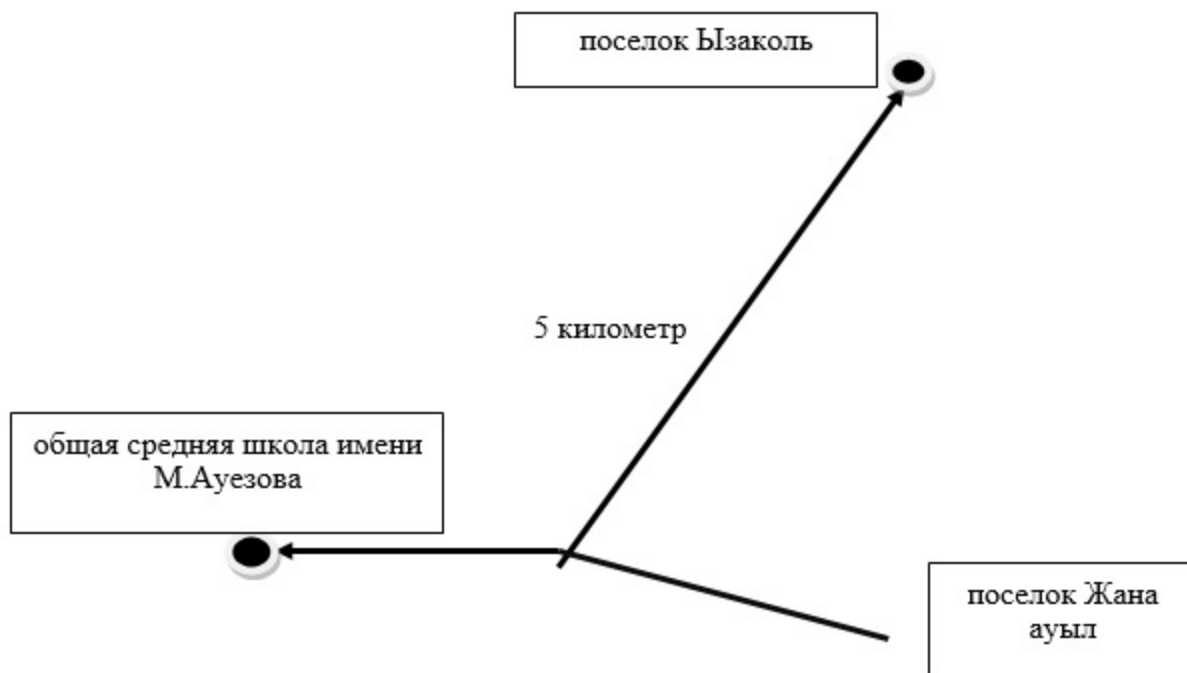 поселок Ызаколь
5 километр
общая средняя школа имени
М.Ауезова
поселок Жана
ауыл